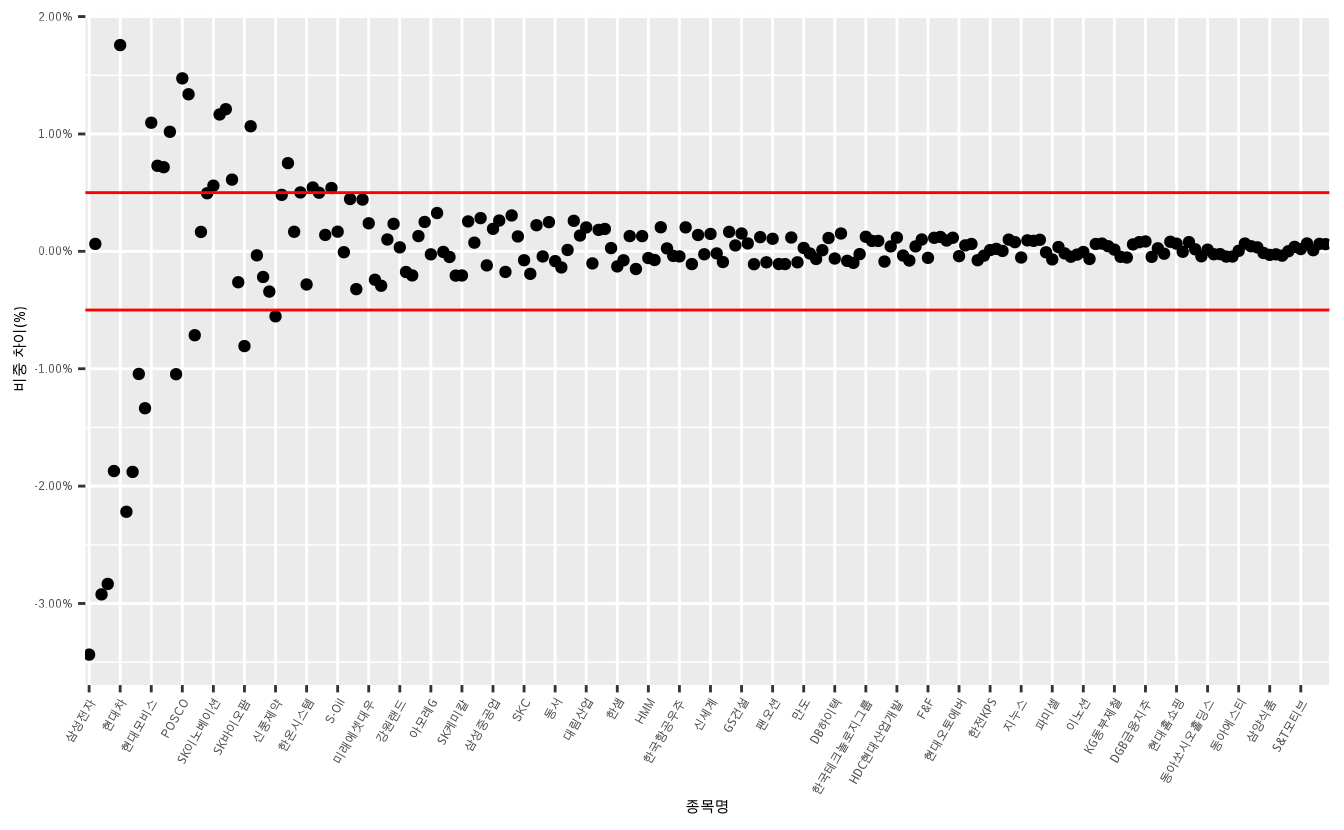 2.00%
1.00%
0.00%
-1.00%
-2.00%
-3.00%
비중 차이(%)
삼성전자
현대차
현대모비스
POSCO
SK이노베이션
SK바이오팜
신풍제약
한온시스템
S-Oil
미래에셋대우
강원랜드
아모레G
SK케미칼
삼성중공업
SKC
동서
대림산업
한샘
HMM
한국항공우주
신세계
GS건설
팬오션
만도
DB하이텍
한국테크놀로지그룹
HDC현대산업개발
F&F
현대오토에버
한전KPS
지누스
파미셀
이노션
KG동부제철
DGB금융지주
현대홈쇼핑
동아쏘시오홀딩스
동아에스티
삼양식품
S&T모티브
종목명